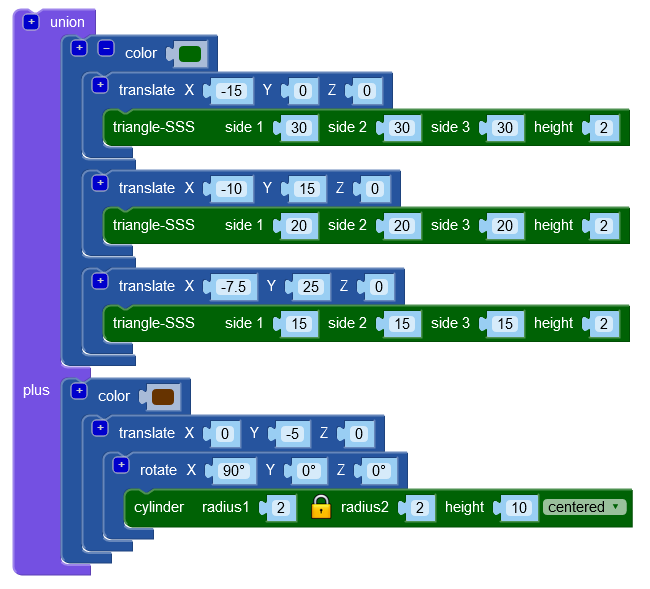 union
color
translate X -15 Y 0 Z 0
triangle-SSS side 1 30 side 2 30 side 3 30 height 2
translate X -10 Y 15 Z 0
triangle-SSS side 1 20 side 2 20 side 3 20 height 2
translate X -7.5 Y 25 Z 0
triangle-SSS side 1 15 side 2 15 side 3 15 height 2
plus color
translate X 0 Y -5 Z 0
rotate X 90° Y 0° Z 0°
cylinder radius1 2 radius2 2 height 10 centered